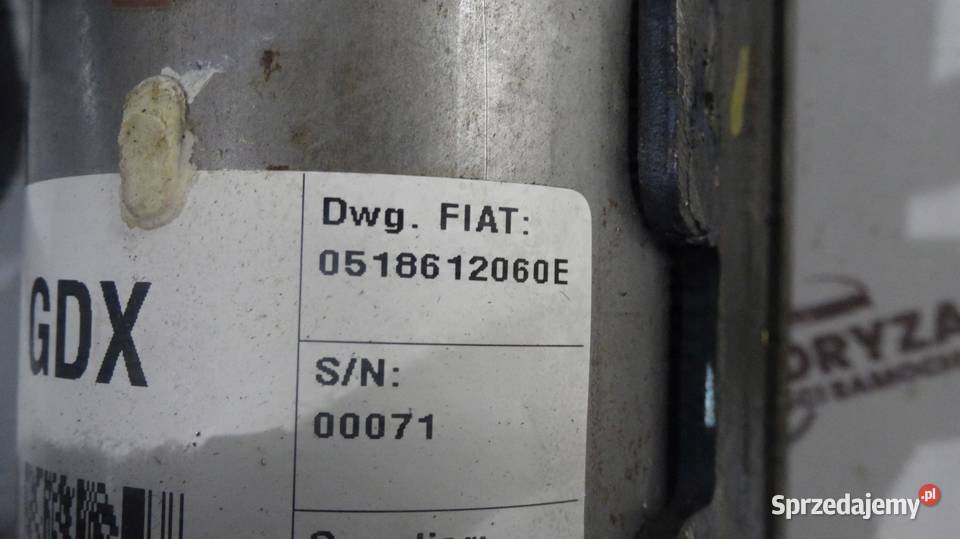 Dwg. FIAT:
0518612060E
GDX
S/N:
00071
Sprzedajemy.pl